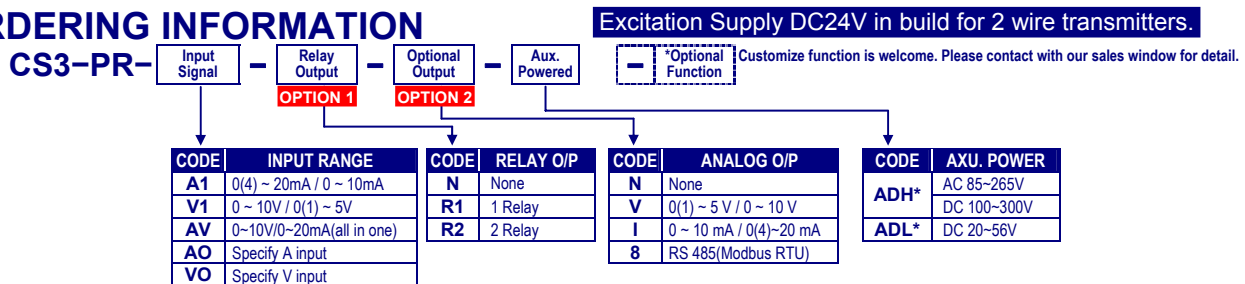 RDERING INFORMATION
Excitation Supply DC24V in build for 2 wire transmitters.
CS3-PR- Input Signal - Relay Output - Optional Output - Aux. Powered - *Optional Function Customize function is welcome. Please contact with our sales window for detail.
OPTION 1 OPTION 2
CODE INPUT RANGE
A1 0(4) ~ 20mA / 0 ~ 10mA
V1 0 ~ 10V / 0(1) ~ 5V
AV 0~10V/0~20mA(all in one)
AO Specify A input
VO Specify V input
CODE RELAY O/P
N None
R1 1 Relay
R2 2 Relay
CODE ANALOG O/P
N None
V 0(1) ~ 5 V / 0 ~ 10 V
I 0 ~ 10 mA / 0(4)~20 mA
8 RS 485(Modbus RTU)
CODE AXU. POWER
ADH* AC 85~265V
DC 100~300V
ADL* DC 20~56V